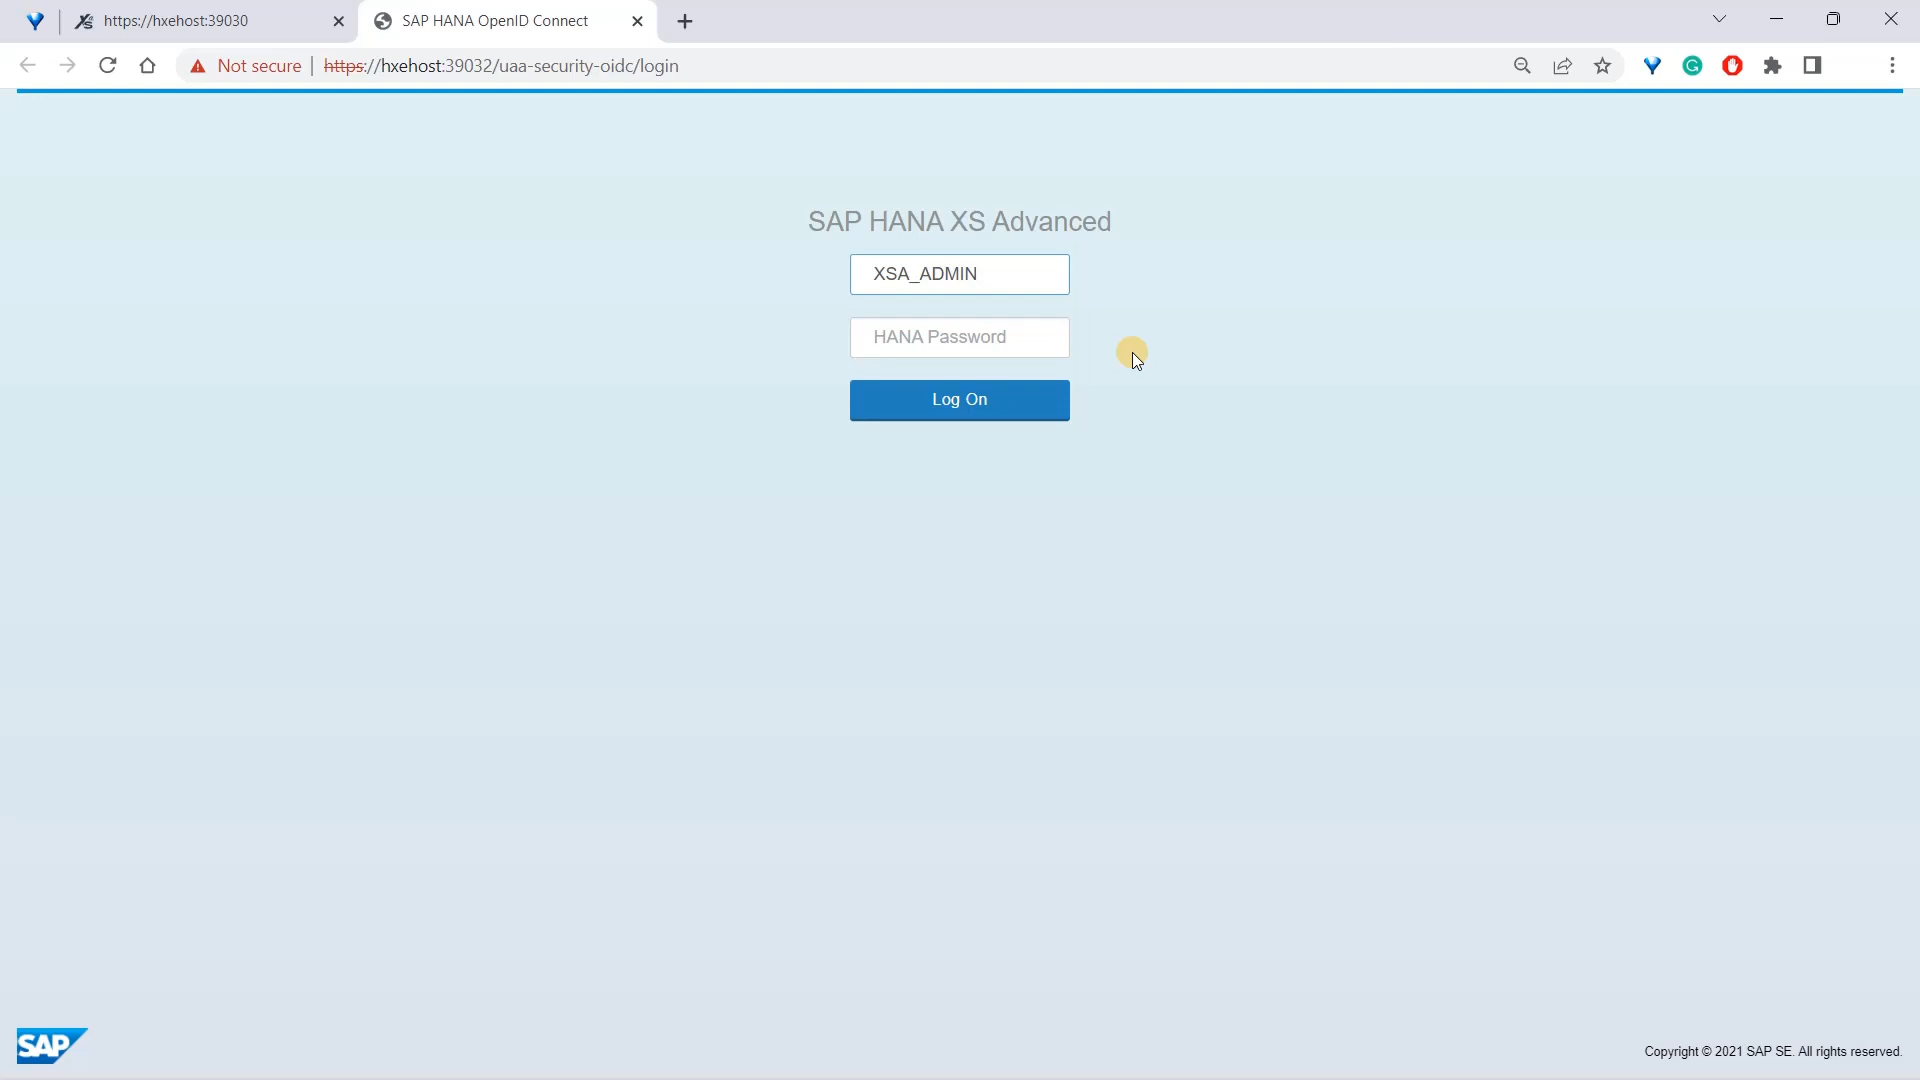 https://hxehost:39030
SAP HANA OpenID Connect
Not secure
https://hxehost:39032/uaa-security-oidc/login
SAP HANA XS Advanced
XSA_ADMIN
HANA Password
Log On
SAP
Copyright © 2021 SAP SE. All rights reserved.